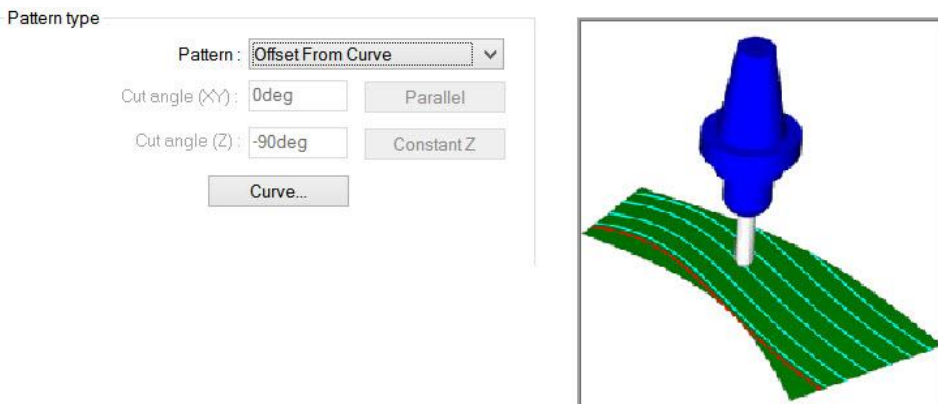 Pattern type
Pattern : Offset From Curve
Cut angle (XY) : 0deg Parallel
Cut angle (Z) : -90deg Constant Z
Curve...